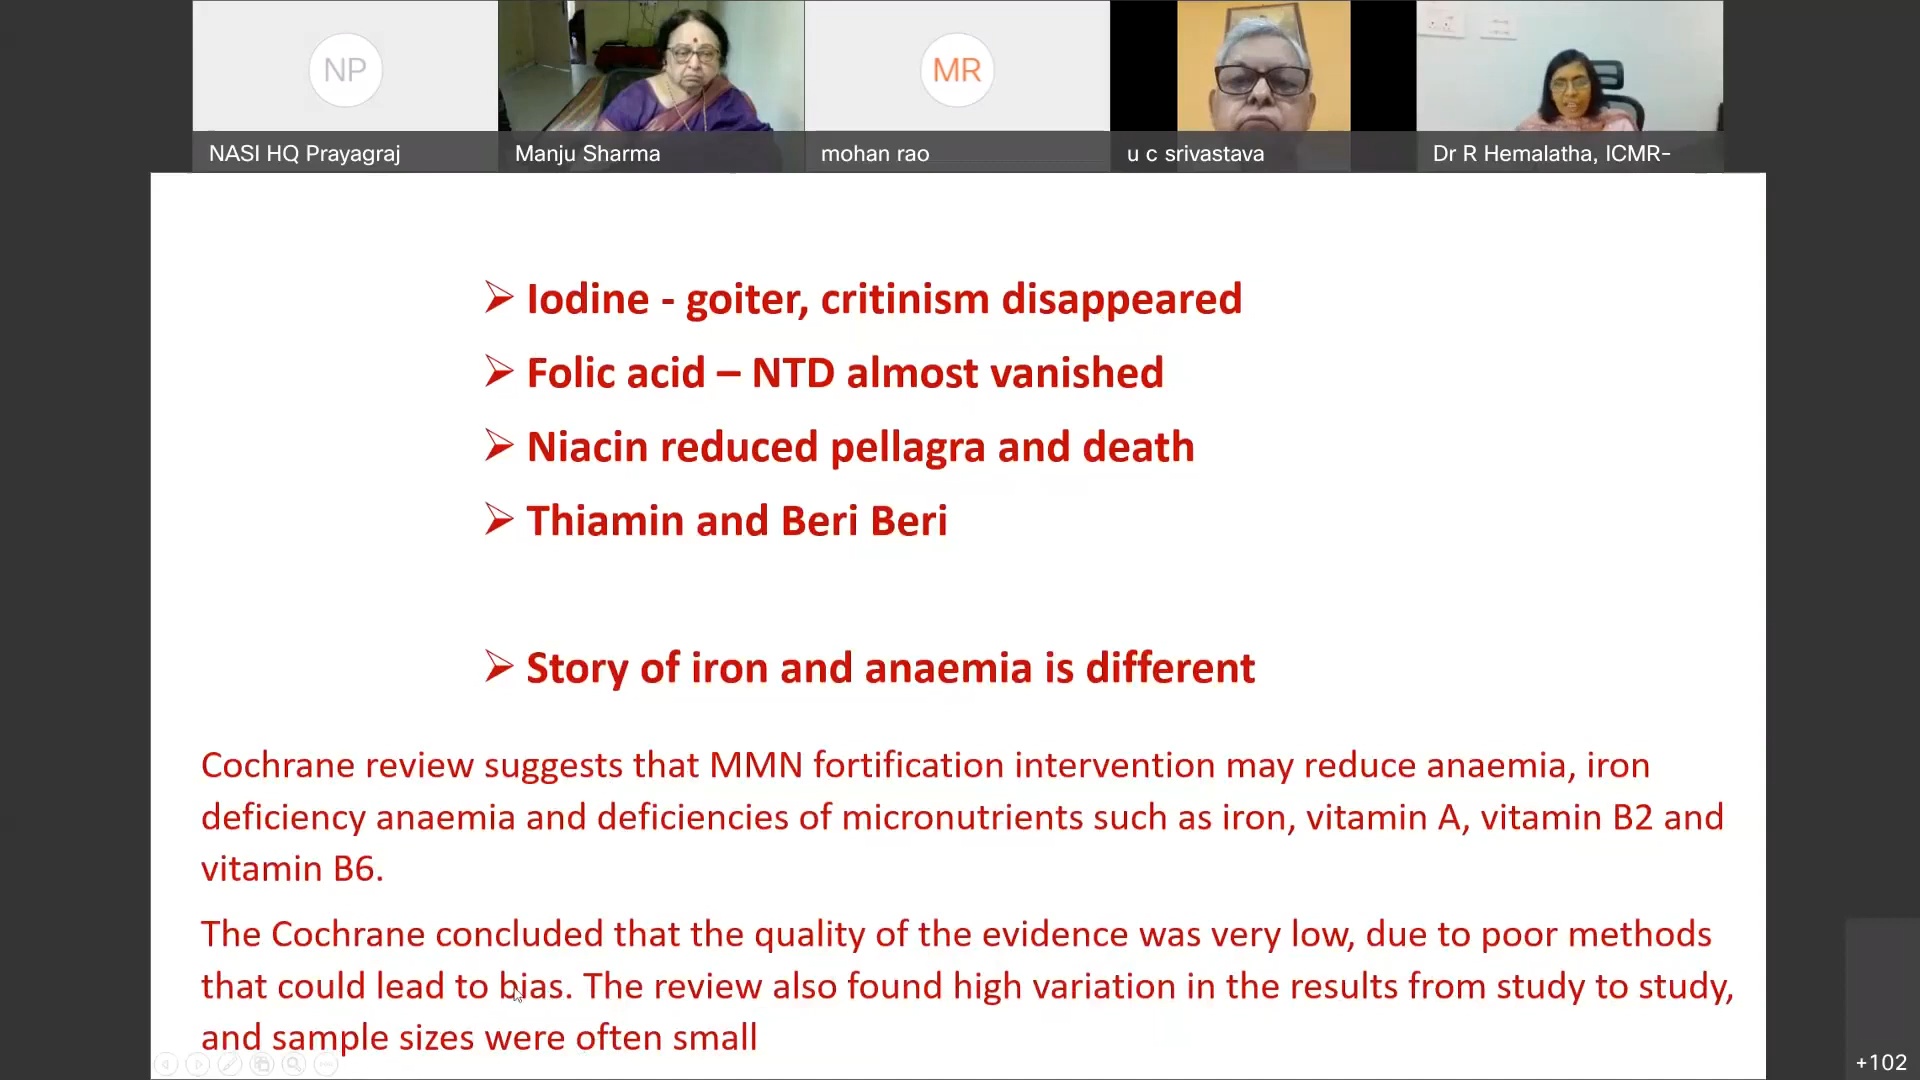 NP
MR
NASI HQ Prayagraj
Manju Sharma
mohan rao
u c srivastava
Dr R Hemalatha, ICMR-
➢ Iodine - goiter, critinism disappeared
➢ Folic acid – NTD almost vanished
➢ Niacin reduced pellagra and death
➢ Thiamin and Beri Beri
➢ Story of iron and anaemia is different
Cochrane review suggests that MMN fortification intervention may reduce anaemia, iron
deficiency anaemia and deficiencies of micronutrients such as iron, vitamin A, vitamin B2 and
vitamin B6.
The Cochrane concluded that the quality of the evidence was very low, due to poor methods
that could lead to bias. The review also found high variation in the results from study to study,
and sample sizes were often small
+102